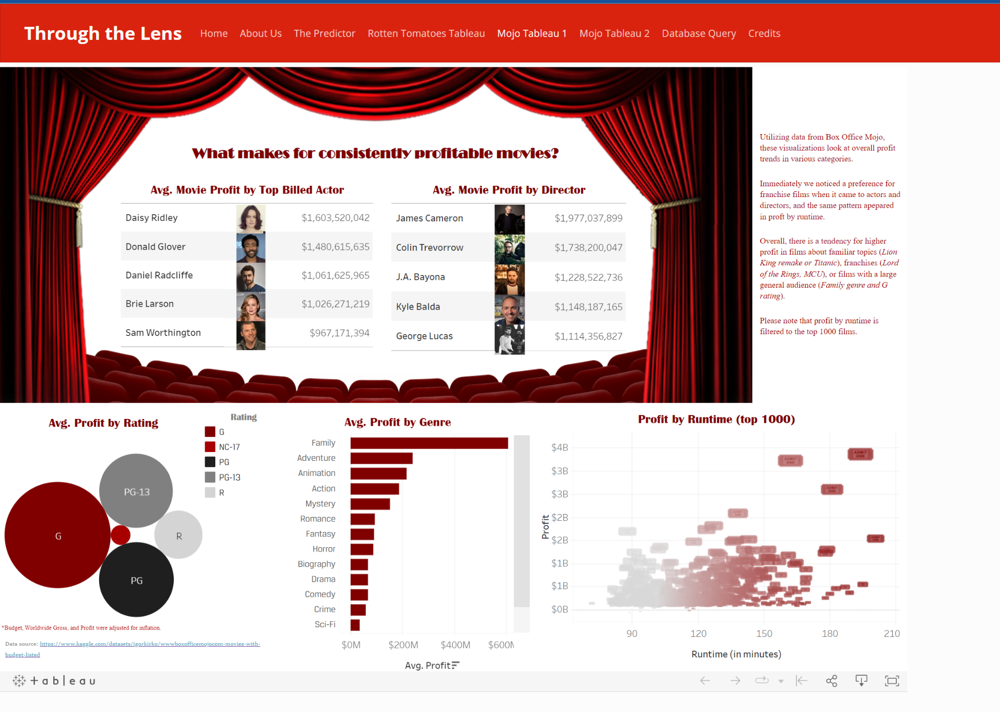 Through the Lens
Home About Us The Predictor Rotten Tomatoes Tableau Mojo Tableau 1 Mojo Tableau 2 Database Query Credits
What makes for consistently profitable movies?
Avg. Movie Profit by Top Billed Actor
Daisy Ridley $1,603,520,042
Donald Glover $1,480,615,635
Daniel Radcliffe $1,061,625,965
Brie Larson $1,026,271,219
Sam Worthington $967,171,394
Avg. Movie Profit by Director
James Cameron $1,977,037,899
Colin Trevorrow $1,738,200,047
J.A. Bayona $1,228,522,736
Kyle Balda $1,148,187,165
George Lucas $1,114,356,827
Utilizing data from Box Office Mojo,
these visualizations look at overall profit
trends in various categories.
Immediately we noticed a preference for
franchise films when it came to actors and
directors, and the same pattern apepared
in proft by runtime.
Overall, there is a tendency for higher
profit in films about familiar topics (Lion
King remake or Titanic), franchises (Lord
of the Rings, MCU), or films with a large
general audience (Family genre and G
rating).
Please note that profit by runtime is
filtered to the top 1000 films.
Avg. Profit by Rating
Rating
G
NC-17
PG
PG-13
R
PG-13
G
R
PG
*Budget, Worldwide Gross, and Profit were adjusted for inflation.
Data source: https://www.kaggle.com/datasets/igorkirko/wwwboxofficemojocom-movies-with-
budget-listed
Avg. Profit by Genre
Family
Adventure
Animation
Action
Mystery
Romance
Fantasy
Horror
Biography
Drama
Comedy
Crime
Sci-Fi
$0M $200M $400M $600M
Avg. Profit
Profit by Runtime (top 1000)
Profit
$4B
$3B
$3B
$2B
$2B
$1B
$1B
$0B
ADMIT
ONE
ADMIT
ONE
ADMIT
ONE
90 120 150 180 210
Runtime (in minutes)
+ a b l e a u